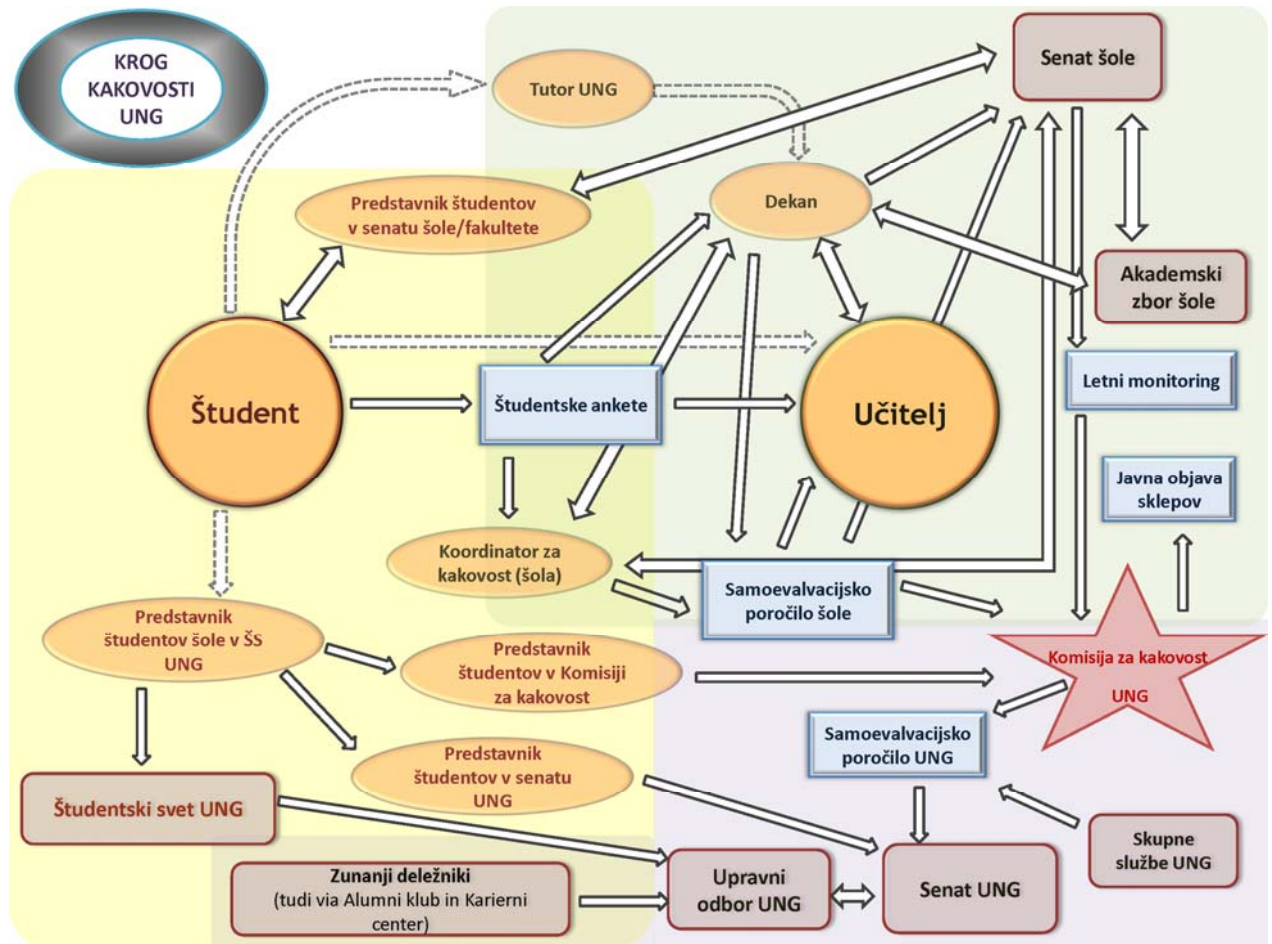 KROG
KAKOVOSTI
UNG
Tutor UNG
Senat šole
Predstavnik študentov
v senatu šole/fakultete
Dekan
Akademski
zbor šole
Študent
Študentske ankete
Učitelj
Letni monitoring
Javna objava
sklepov
Koordinator za
kakovost (šola)
Samoevalvacijsko
poročilo šole
Predstavnik
študentov šole v ŠS
UNG
Predstavnik
študentov v Komisiji
za kakovost
Komisija za kakovost
UNG
Samoevalvacijsko
poročilo UNG
Predstavnik
študentov v senatu
UNG
Študentski svet UNG
Skupne
službe UNG
Zunanji deležniki
(tudi via Alumni klub in Karierni
center)
Upravni
odbor UNG
Senat UNG